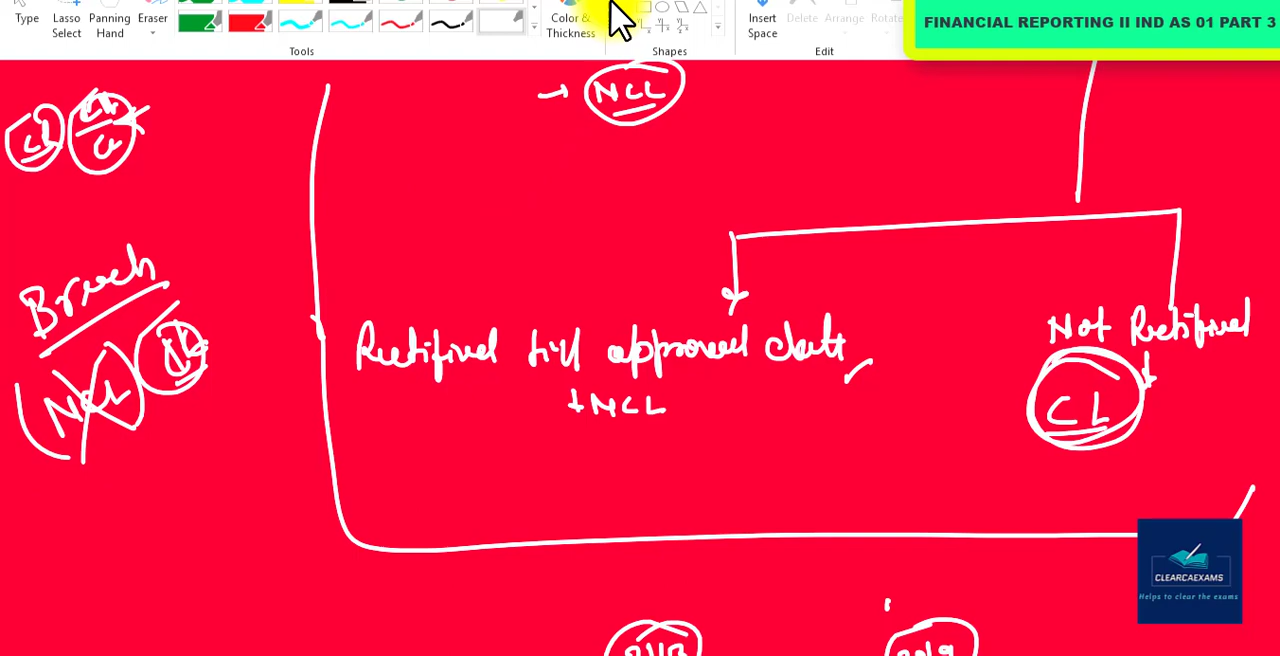 Type
Lasso Select
Panning Hand
Eraser
Color & Thickness
Insert Space
Delete
Arrange
Rotate
Tools
Shapes
Edit
FINANCIAL REPORTING II IND AS 01 PART 3
→ NCL
CL
Breach
NCL
Rectified till approved date
NCL
Not Rectified
CL
CLEARCAEXAMS
Helps to clear the exams
2019